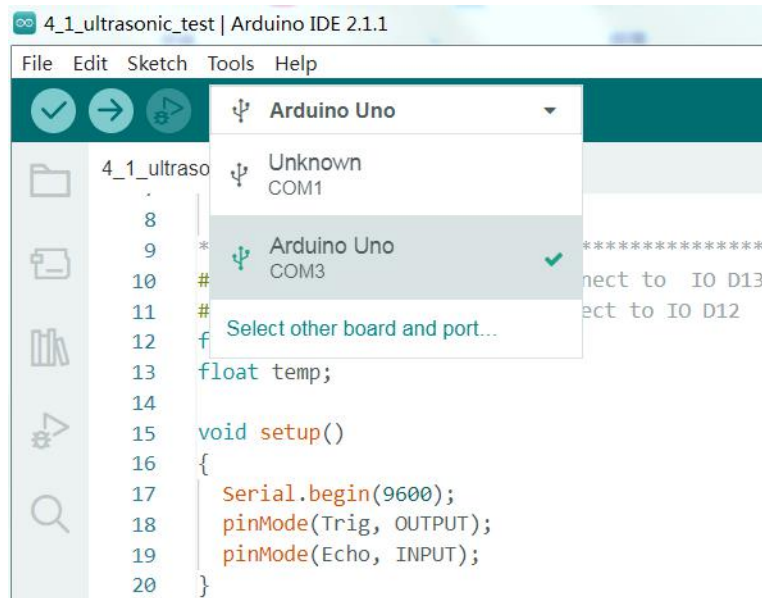 4_1_ultrasonic_test | Arduino IDE 2.1.1
File Edit Sketch Tools Help
Arduino Uno
4_1_ultraso
Unknown
COM1
8
9 * ****************
Arduino Uno
COM3
10 # nect to IO D13
11 # ect to IO D12
Select other board and port...
12 f
13 float temp;
14
15 void setup()
16 {
17 Serial.begin(9600);
18 pinMode(Trig, OUTPUT);
19 pinMode(Echo, INPUT);
20 }